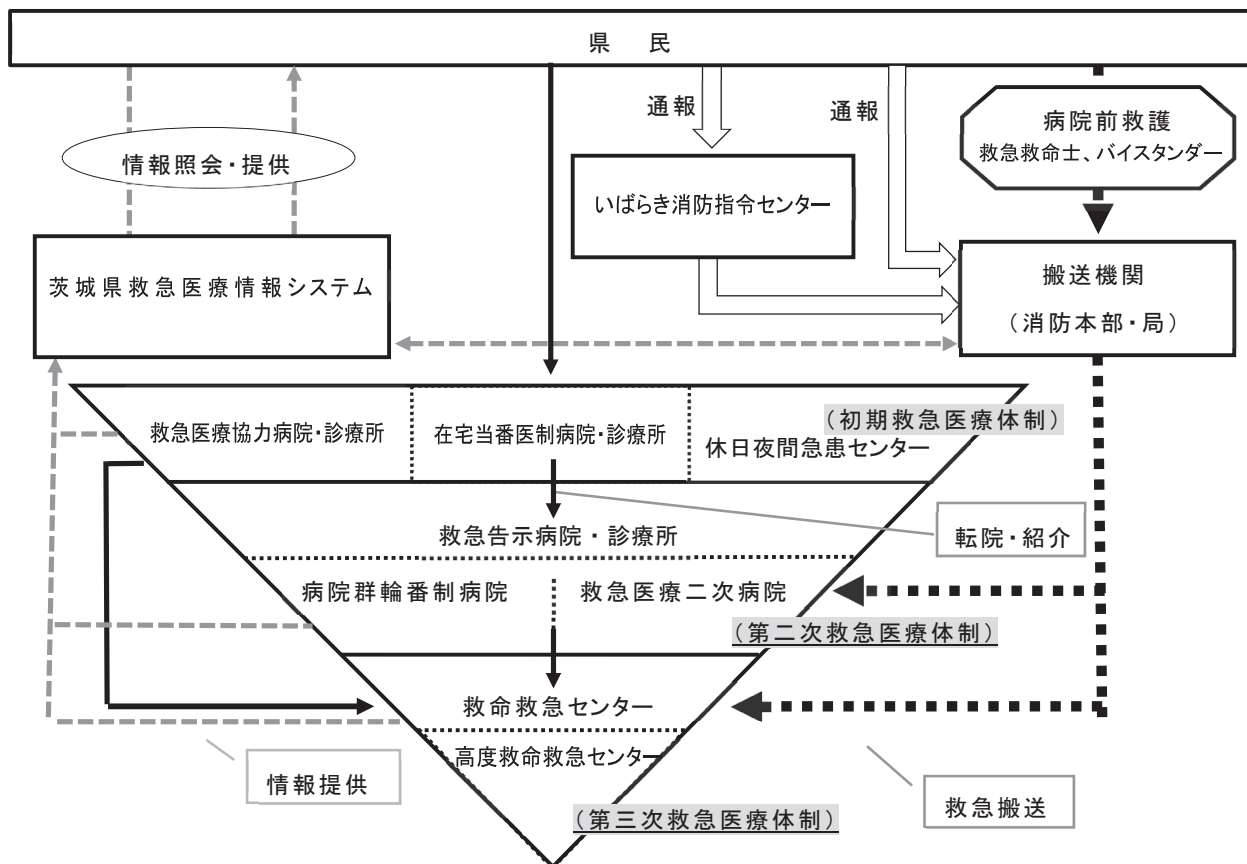 県 民
通報
通報
病院前救護
救急救命士、バイスタンダー
情報照会・提供
いばらき消防指令センター
茨城県救急医療情報システム
搬送機関
（消防本部・局）
（初期救急医療体制）
救急医療協力病院・診療所
在宅当番医制病院・診療所
休日夜間急患センター
救急告示病院・診療所
転院・紹介
病院群輪番制病院
救急医療二次病院
（第二次救急医療体制）
救命救急センター
高度救命救急センター
情報提供
（第三次救急医療体制）
救急搬送